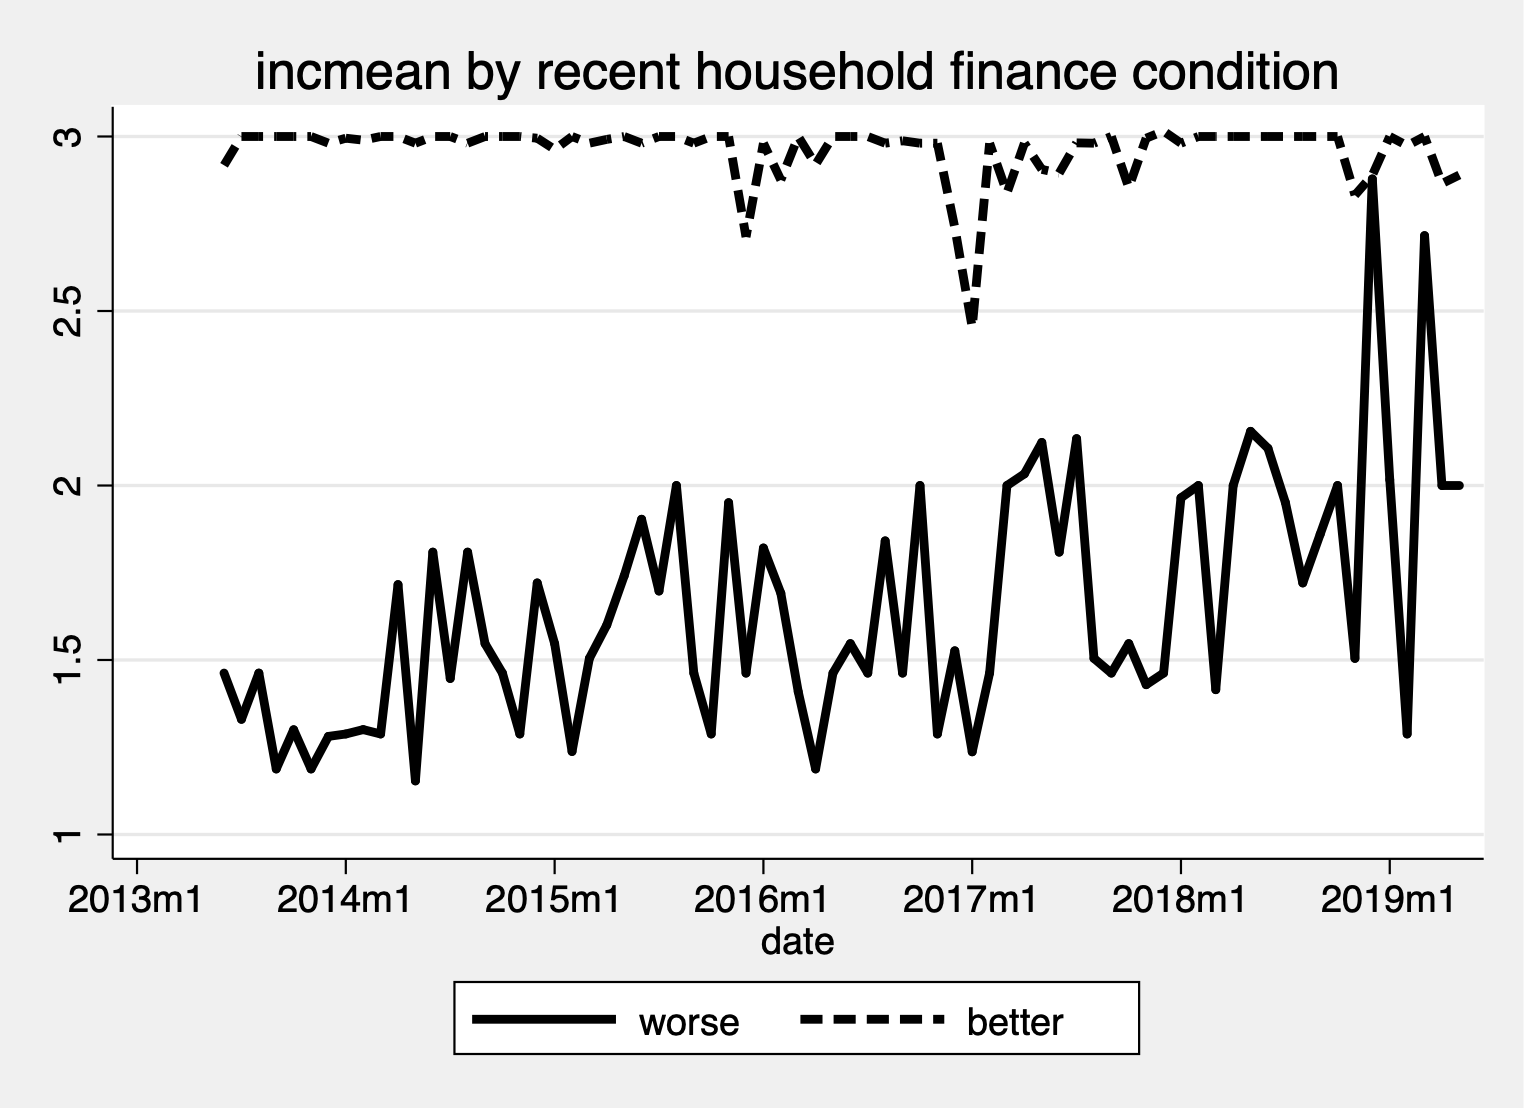 incmean by recent household finance condition
3
2.5
2
1.5
1
2013m1 2014m1 2015m1 2016m1 2017m1 2018m1 2019m1
date
worse better